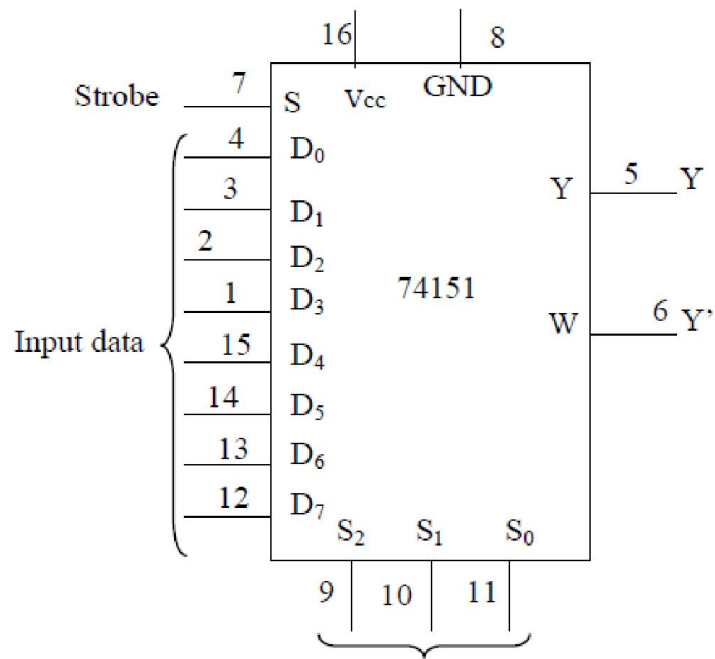 16 8
7 Vcc GND
Strobe S
4 D₀
3 D₁
Y 5 Y
2 D₂
1 D₃ 74151
W 6 Y’
Input data 15 D₄
14 D₅
13 D₆
12 D₇
S₂ S₁ S₀
9 10 11